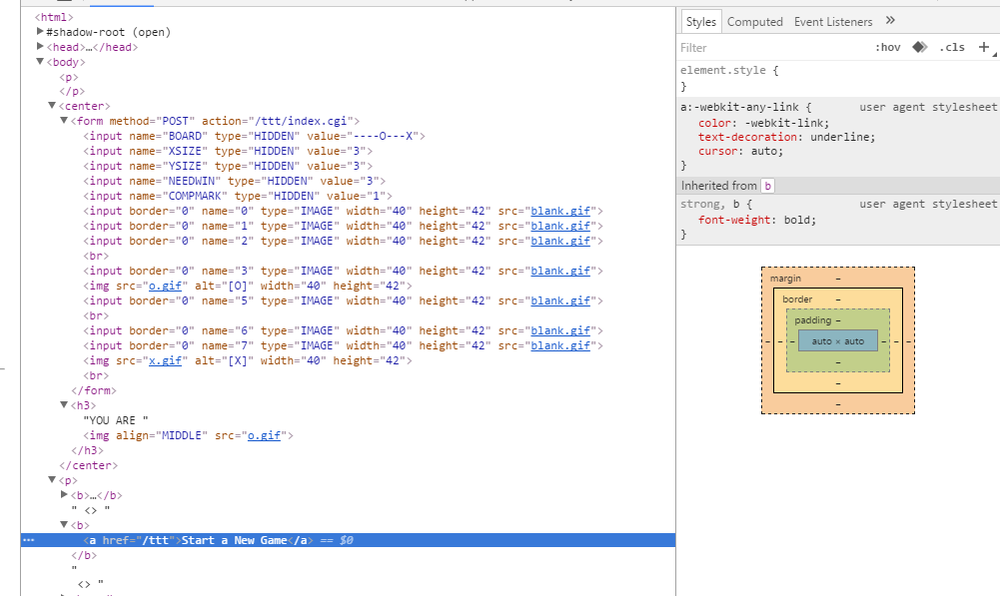 <html>
#shadow-root (open)
<head>…</head>
<body>
<p>
</p>
<center>
<form method="POST" action="/ttt/index.cgi">
<input name="BOARD" type="HIDDEN" value="----O---X">
<input name="XSIZE" type="HIDDEN" value="3">
<input name="YSIZE" type="HIDDEN" value="3">
<input name="NEEDWIN" type="HIDDEN" value="3">
<input name="COMPMARK" type="HIDDEN" value="1">
<input border="0" name="0" type="IMAGE" width="40" height="42" src="blank.gif">
<input border="0" name="1" type="IMAGE" width="40" height="42" src="blank.gif">
<input border="0" name="2" type="IMAGE" width="40" height="42" src="blank.gif">
<br>
<input border="0" name="3" type="IMAGE" width="40" height="42" src="blank.gif">
<img src="o.gif" alt="[O]" width="40" height="42">
<input border="0" name="5" type="IMAGE" width="40" height="42" src="blank.gif">
<br>
<input border="0" name="6" type="IMAGE" width="40" height="42" src="blank.gif">
<input border="0" name="7" type="IMAGE" width="40" height="42" src="blank.gif">
<img src="x.gif" alt="[X]" width="40" height="42">
<br>
</form>
<h3>
"YOU ARE "
<img align="MIDDLE" src="o.gif">
</h3>
</center>
<p>
<b>…</b>
" <> "
<b>
… <a href="/ttt">Start a New Game</a> == $0
</b>
"
<> "
Styles Computed Event Listeners »
Filter :hov .cls +
element.style {
}
a:-webkit-any-link { user agent stylesheet
color: -webkit-link;
text-decoration: underline;
cursor: auto;
}
Inherited from b
strong, b { user agent stylesheet
font-weight: bold;
}
margin –
border –
padding –
– – – auto × auto – – –
–
–
–